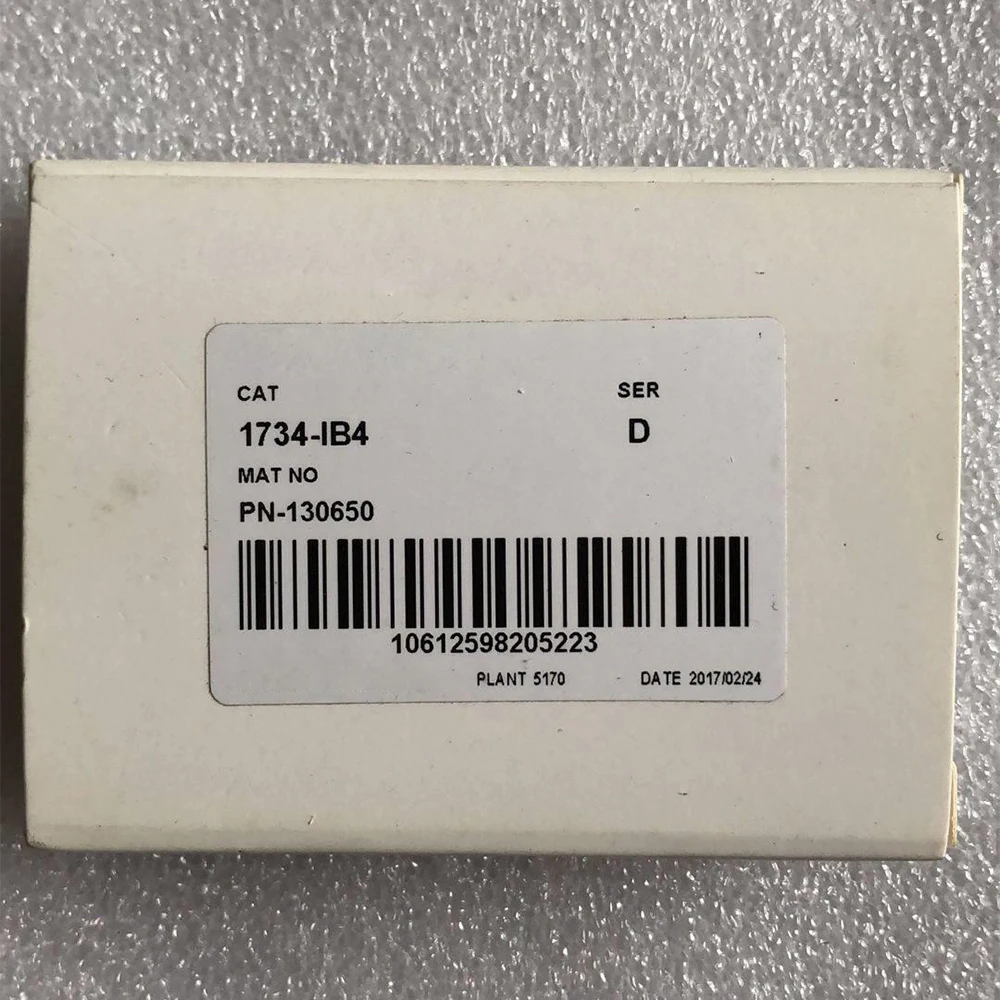 CAT SER
1734-IB4 D
MAT NO
PN-130650
10612598205223
PLANT 5170 DATE 2017/02/24